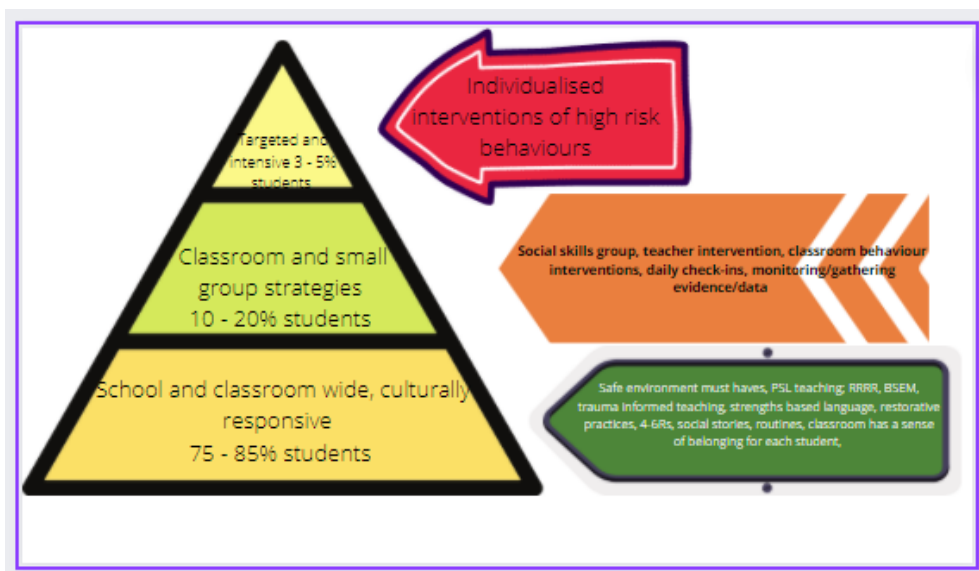 Individualised
interventions of high risk
behaviours
Targeted and
intensive 3 - 5%
students
Classroom and small
group strategies
10 - 20% students
Social skills group, teacher intervention, classroom behaviour
interventions, daily check-ins, monitoring/gathering
evidence/data
School and classroom wide, culturally
responsive
75 - 85% students
Safe environment must haves, PSL teaching; RRRR, BSEM,
trauma informed teaching, strengths based language, restorative
practices, 4-6Rs, social stories, routines, classroom has a sense
of belonging for each student,